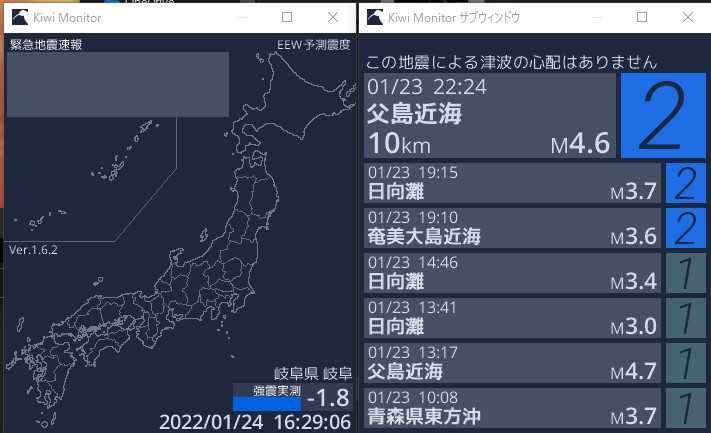 Kiwi Monitor
緊急地震速報
EEW予測震度
Ver.1.6.2
岐阜県 岐阜
強震実測
-1.8
2022/01/24 16:29:06
Kiwi Monitor サブウィンドウ
この地震による津波の心配はありません
01/23 22:24
父島近海
10km M4.6
2
01/23 19:15
日向灘 M3.7
2
01/23 19:10
奄美大島近海 M3.6
2
01/23 14:46
日向灘 M3.4
1
01/23 13:41
日向灘 M3.0
1
01/23 13:17
父島近海 M4.7
1
01/23 10:08
青森県東方沖 M3.7
1